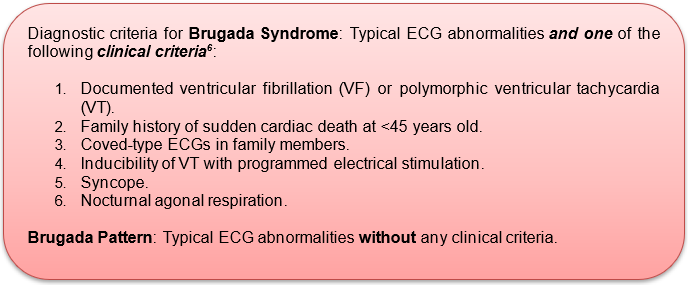 Diagnostic criteria for Brugada Syndrome: Typical ECG abnormalities and one of the
following clinical criteria6:
1. Documented ventricular fibrillation (VF) or polymorphic ventricular tachycardia
(VT).
2. Family history of sudden cardiac death at <45 years old.
3. Coved-type ECGs in family members.
4. Inducibility of VT with programmed electrical stimulation.
5. Syncope.
6. Nocturnal agonal respiration.
Brugada Pattern: Typical ECG abnormalities without any clinical criteria.